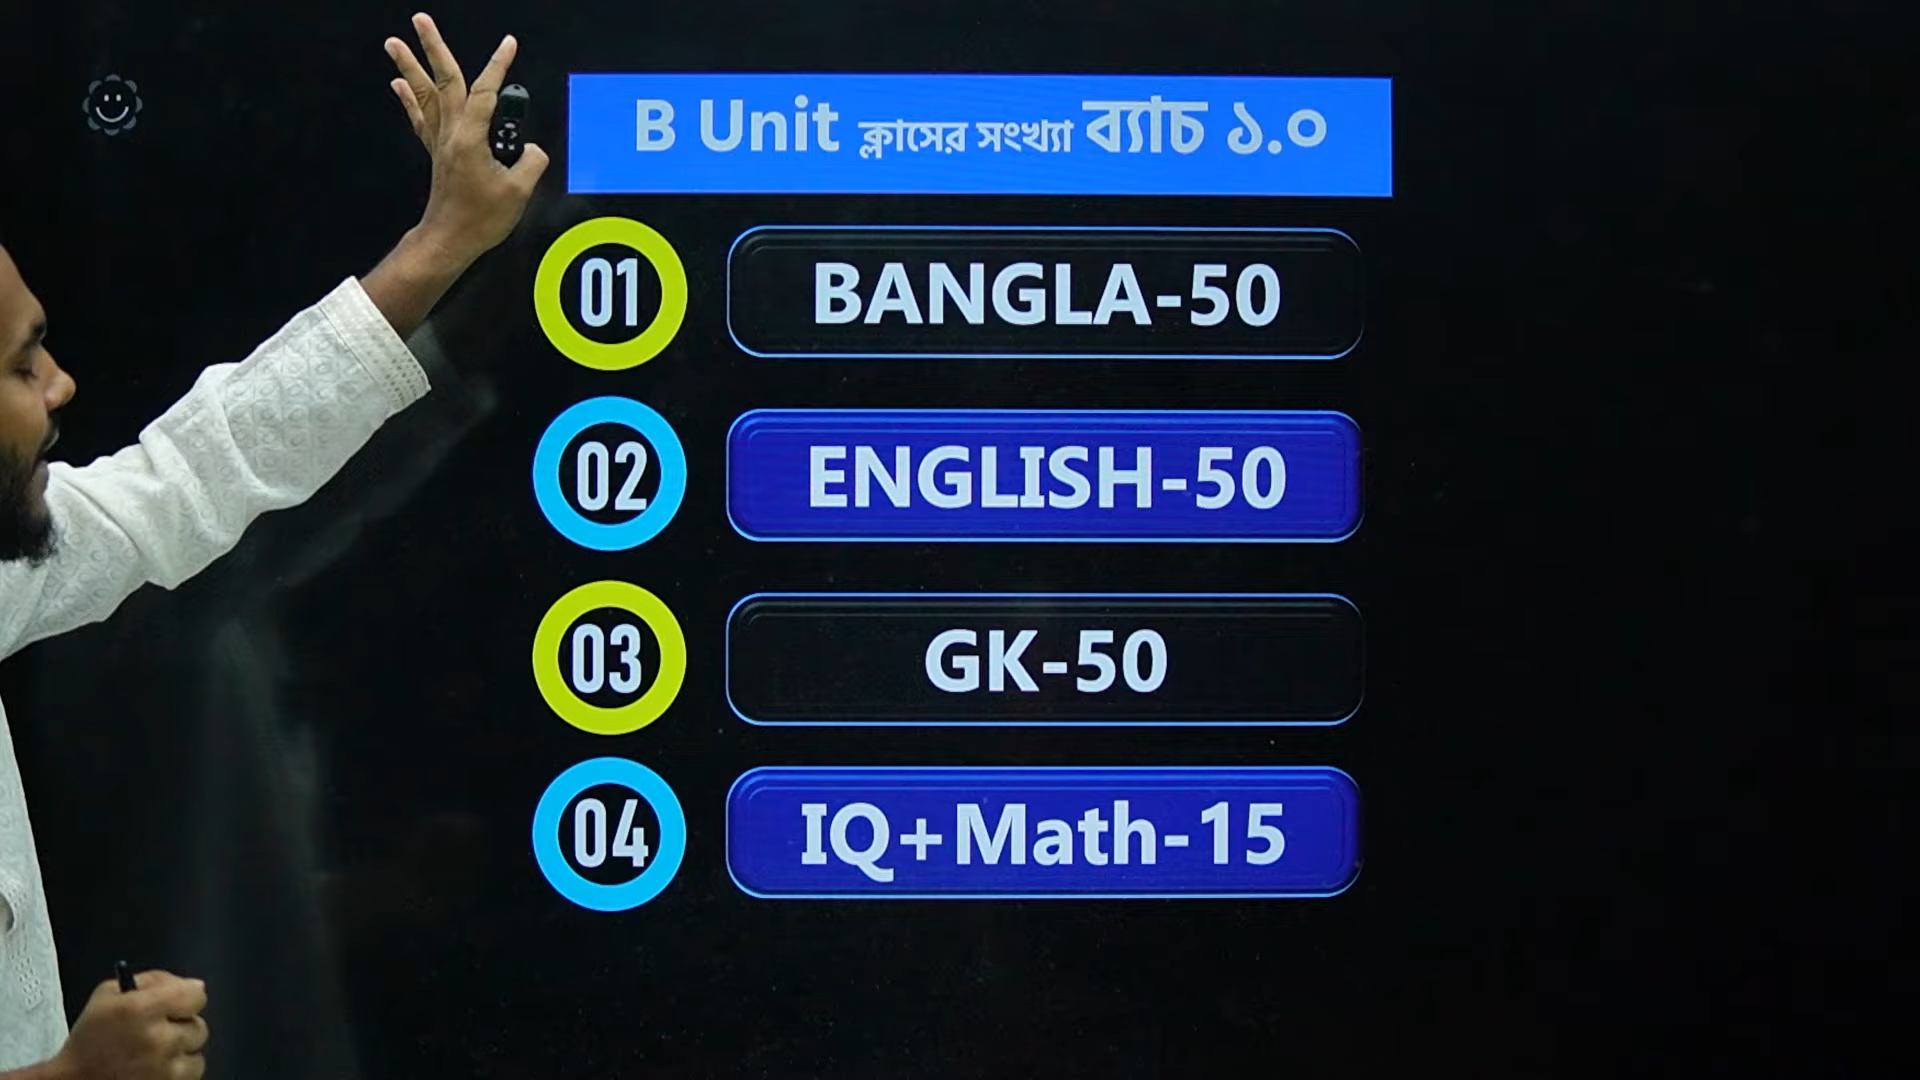 B Unit ক্লাসের সংখ্যা ব্যাচ ১.০
01 BANGLA-50
02 ENGLISH-50
03 GK-50
04 IQ+Math-15